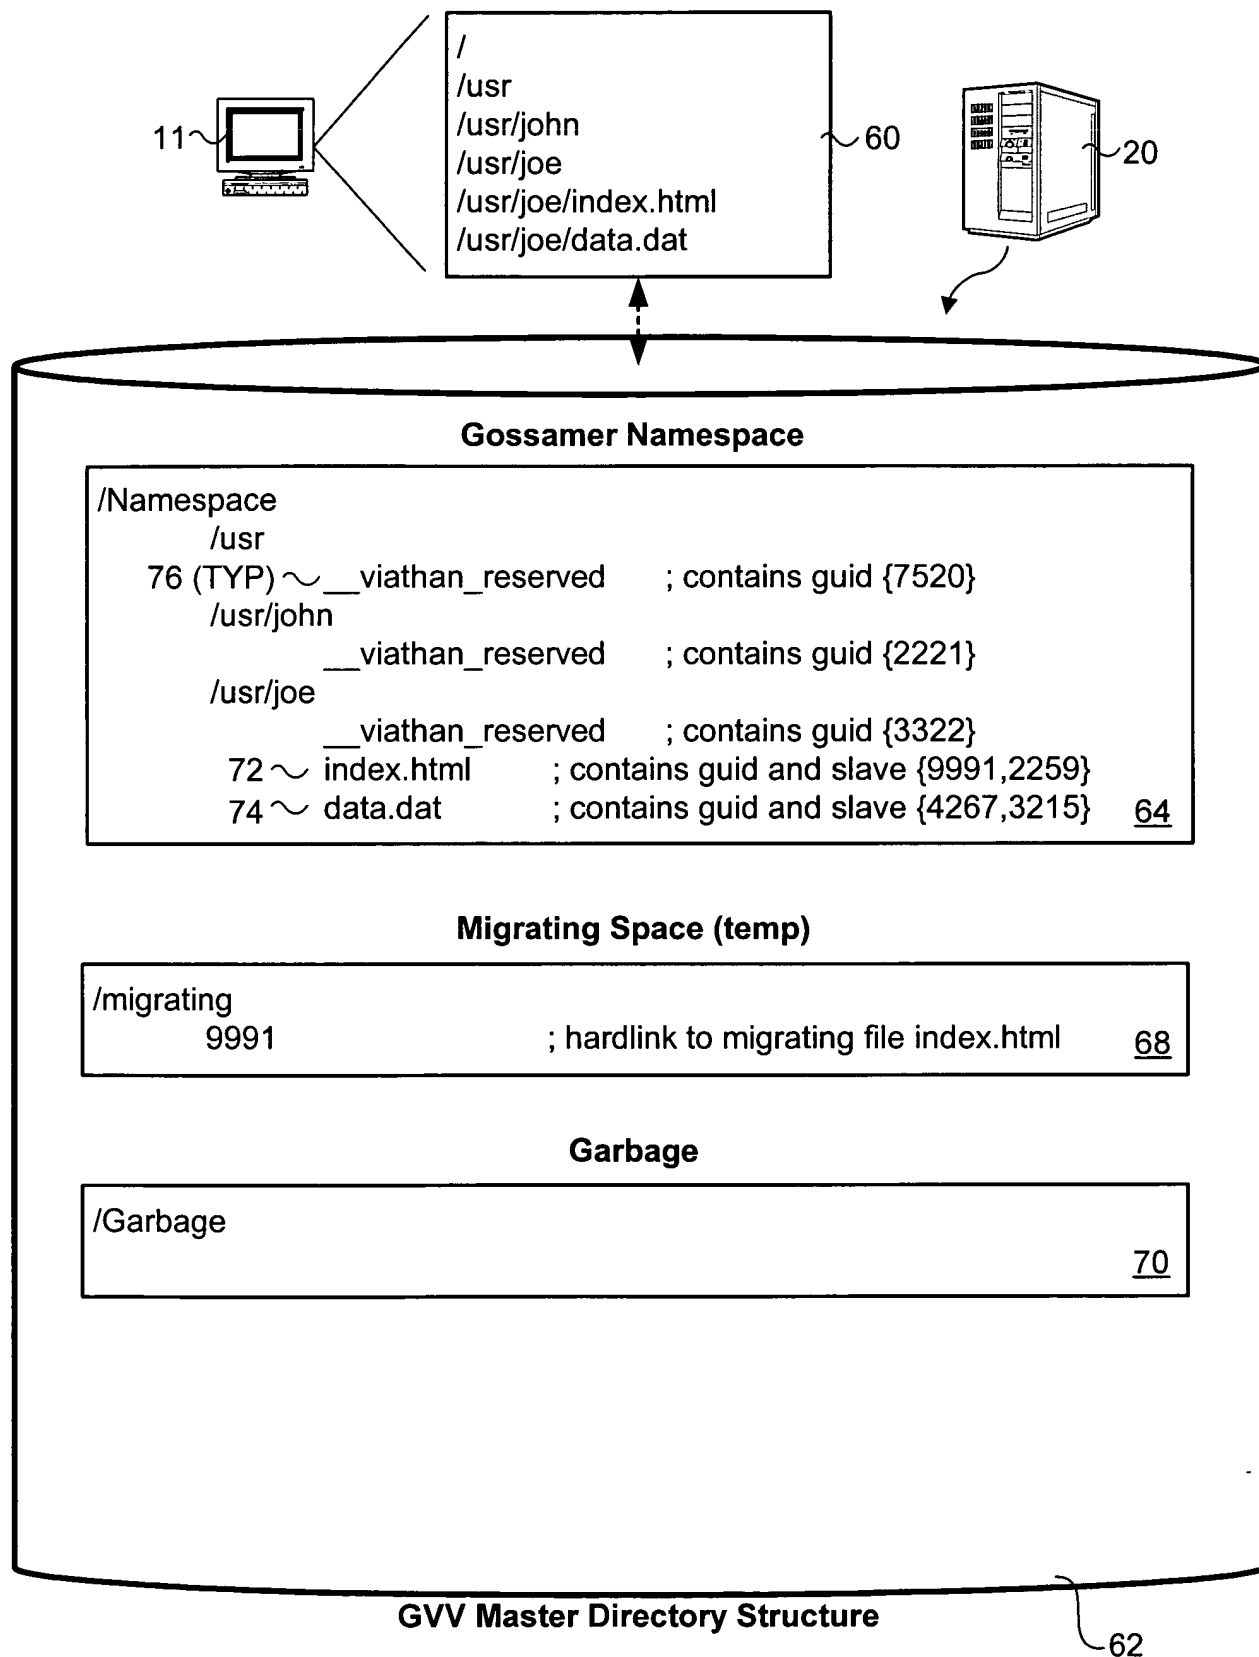 /
/usr
/usr/john
/usr/joe
/usr/joe/index.html
/usr/joe/data.dat
11
60
20
Gossamer Namespace
/Namespace
/usr
76 (TYP) __viathan_reserved ; contains guid {7520}
/usr/john
__viathan_reserved ; contains guid {2221}
/usr/joe
__viathan_reserved ; contains guid {3322}
72 index.html ; contains guid and slave {9991,2259}
74 data.dat ; contains guid and slave {4267,3215} 64
Migrating Space (temp)
/migrating
9991 ; hardlink to migrating file index.html 68
Garbage
/Garbage
70
GVV Master Directory Structure
62